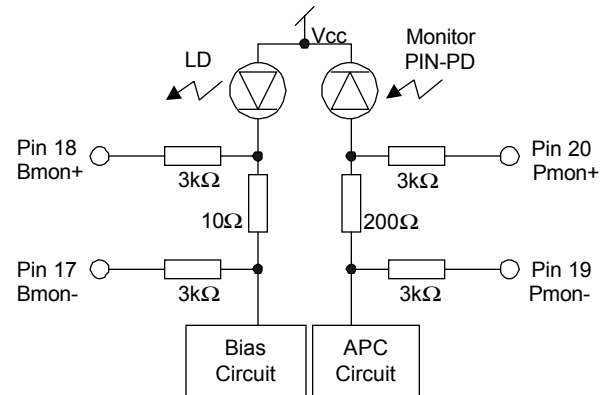 Vcc
LD
Monitor
PIN-PD
Pin 18
Bmon+
3kΩ
3kΩ
Pin 20
Pmon+
10Ω
200Ω
Pin 17
Bmon-
3kΩ
3kΩ
Pin 19
Pmon-
Bias
Circuit
APC
Circuit